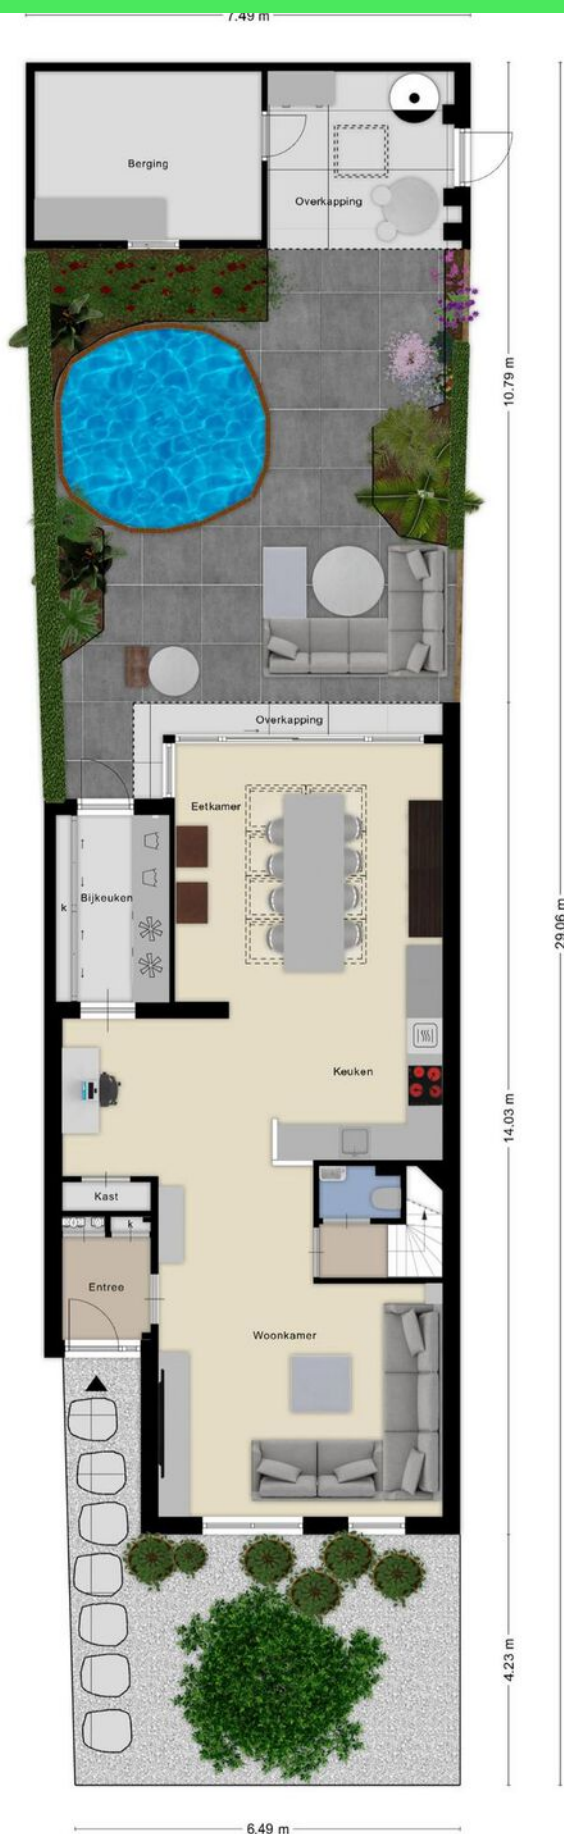 7.49 m
Berging
Overkapping
10.79 m
Overkapping
Eetkamer
k
Bijkeuken
29.06 m
Keuken
14.03 m
Kast
k
Entree
Woonkamer
4.23 m
6.49 m